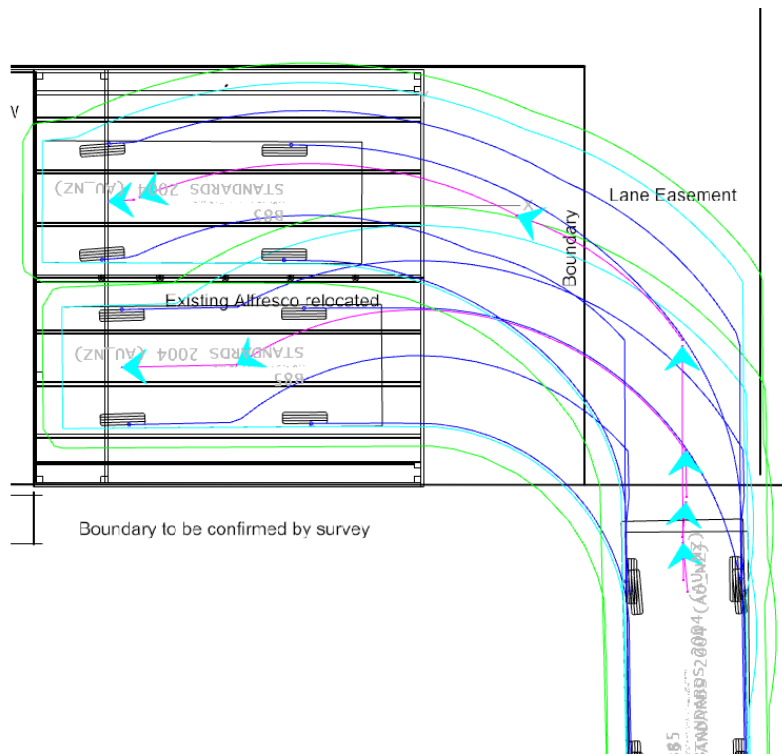 Lane Easement
STANDARDS 2004 (AU_NZ)
B85
Boundary
Existing Alfresco relocated
STANDARDS 2004 (AU_NZ)
B85
Boundary to be confirmed by survey